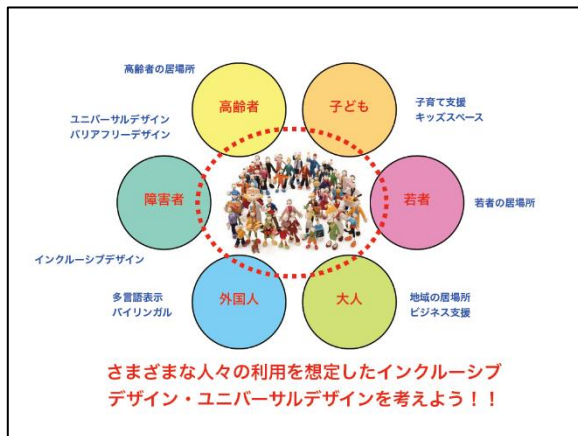 高齢者の居場所
高齢者
子ども
子育て支援
キッズスペース
ユニバーサルデザイン
バリアフリーデザイン
障害者
若者
若者の居場所
インクルーシブデザイン
多言語表示
バイリンガル
外国人
大人
地域の居場所
ビジネス支援
さまざまな人々の利用を想定したインクルーシブ
デザイン・ユニバーサルデザインを考えよう！！